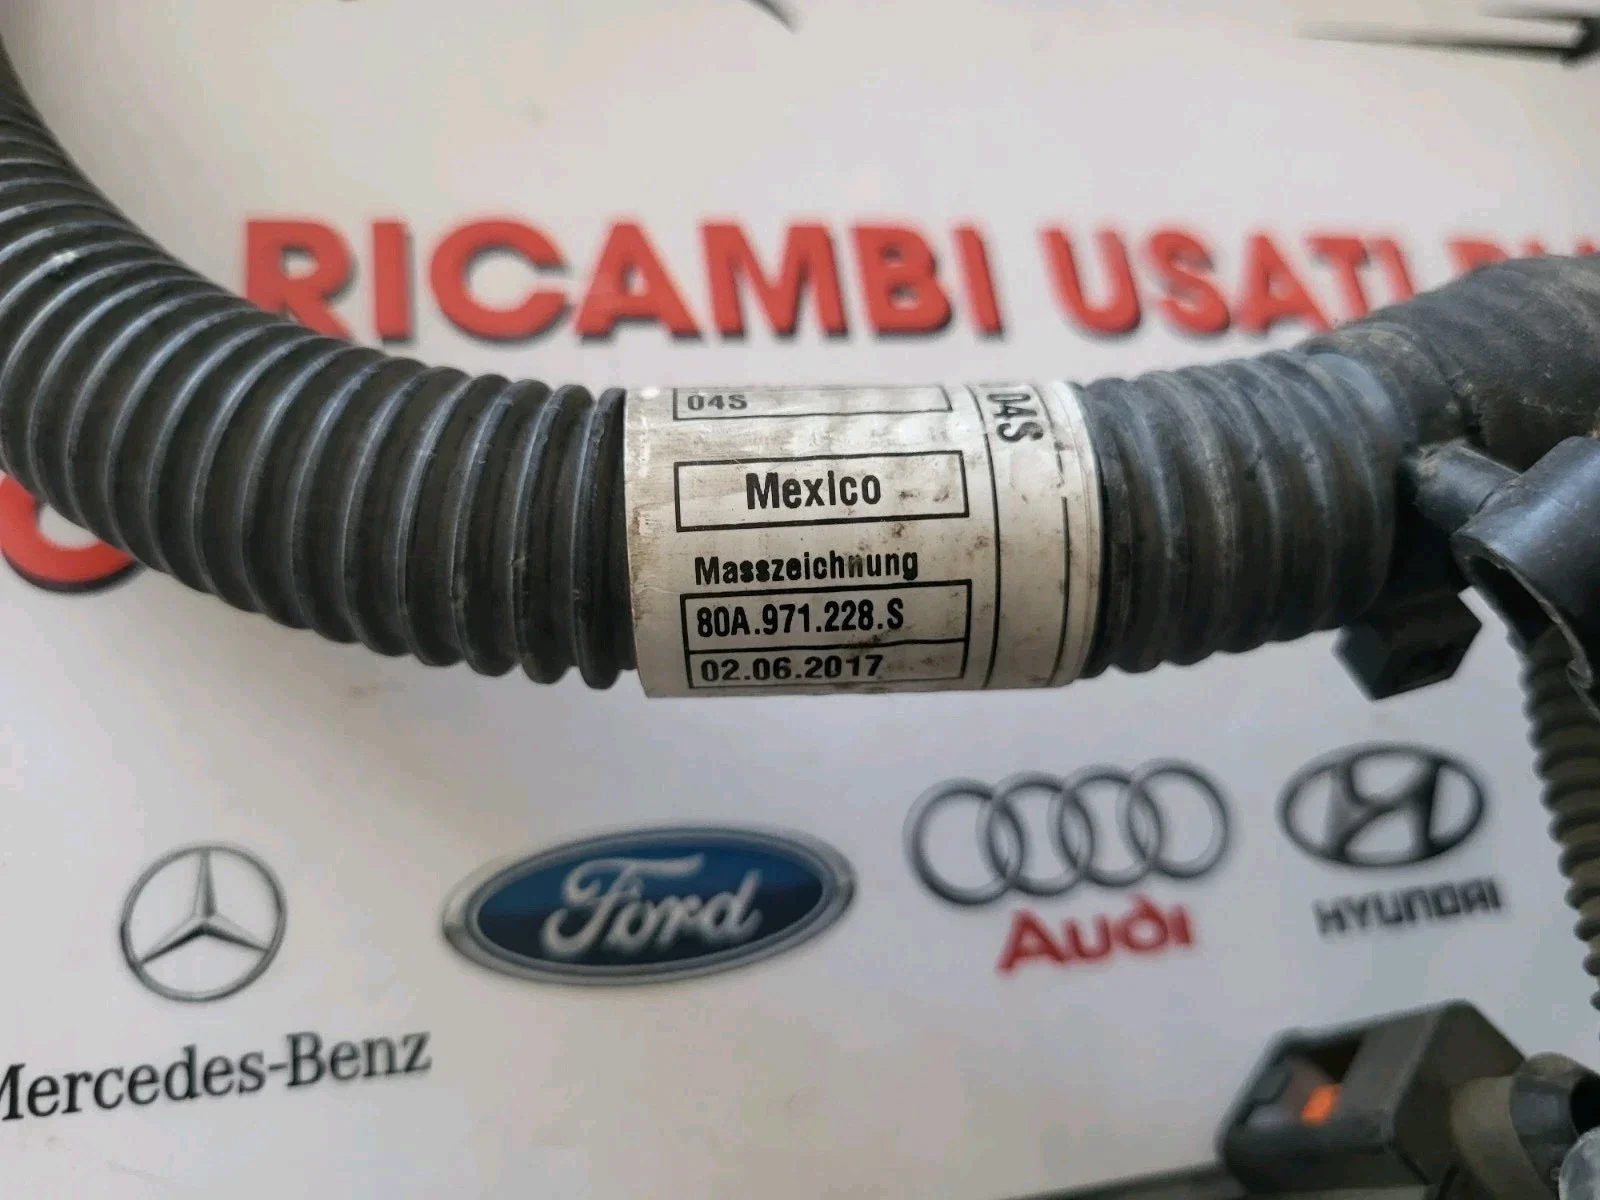 RICAMBI USATI
04S
04S
Mexico
Masszeichnung
80A.971.228.S
02.06.2017
Mercedes-Benz
Ford
Audi
HYUNDAI